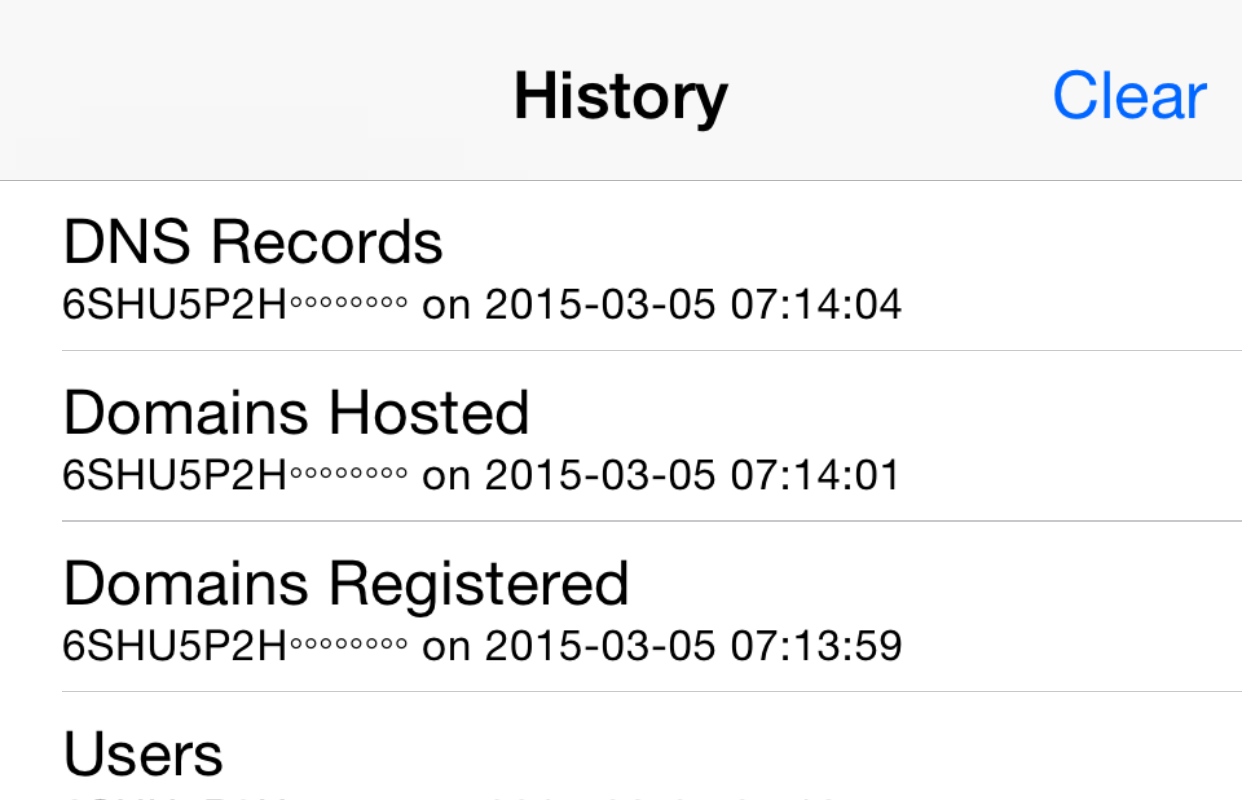 History
Clear
DNS Records
6SHU5P2H◦◦◦◦◦◦◦◦ on 2015-03-05 07:14:04
Domains Hosted
6SHU5P2H◦◦◦◦◦◦◦◦ on 2015-03-05 07:14:01
Domains Registered
6SHU5P2H◦◦◦◦◦◦◦◦ on 2015-03-05 07:13:59
Users